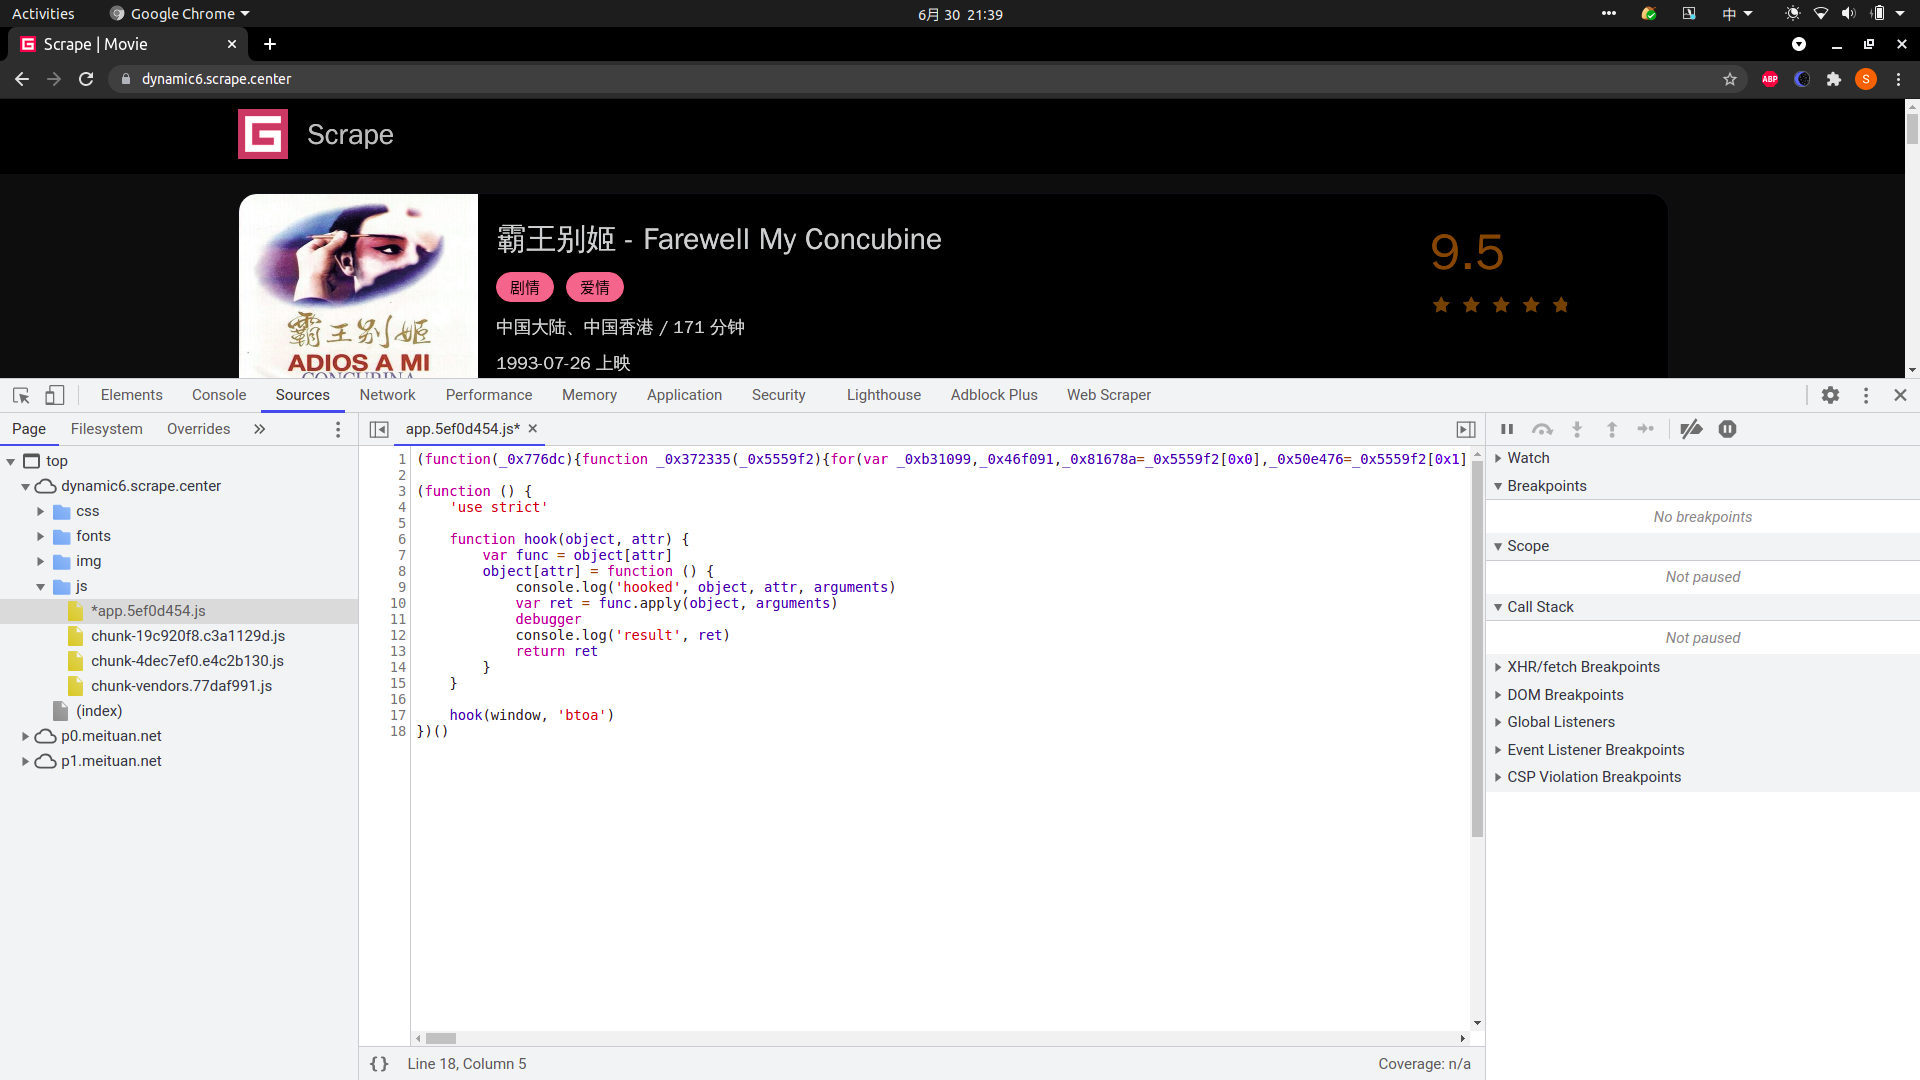 Activities
Google Chrome
6月 30 21:39
中
Scrape | Movie
dynamic6.scrape.center
ABP
S
Scrape
霸王别姬 - Farewell My Concubine
9.5
剧情 爱情
中国大陆、中国香港 / 171 分钟
1993-07-26 上映
霸王别姬
ADIOS A MI
CONCUBINA
Elements Console Sources Network Performance Memory Application Security Lighthouse Adblock Plus Web Scraper
Page Filesystem Overrides »
app.5ef0d454.js* ×
top
dynamic6.scrape.center
css
fonts
img
js
*app.5ef0d454.js
chunk-19c920f8.c3a1129d.js
chunk-4dec7ef0.e4c2b130.js
chunk-vendors.77daf991.js
(index)
p0.meituan.net
p1.meituan.net
1 (function(_0x776dc){function _0x372335(_0x5559f2){for(var _0xb31099,_0x46f091,_0x81678a=_0x5559f2[0x0],_0x50e476=_0x5559f2[0x1]
2
3 (function () {
4     'use strict'
5
6     function hook(object, attr) {
7         var func = object[attr]
8         object[attr] = function () {
9             console.log('hooked', object, attr, arguments)
10             var ret = func.apply(object, arguments)
11             debugger
12             console.log('result', ret)
13             return ret
14         }
15     }
16
17     hook(window, 'btoa')
18 })()
{} Line 18, Column 5
Coverage: n/a
Watch
Breakpoints
No breakpoints
Scope
Not paused
Call Stack
Not paused
XHR/fetch Breakpoints
DOM Breakpoints
Global Listeners
Event Listener Breakpoints
CSP Violation Breakpoints